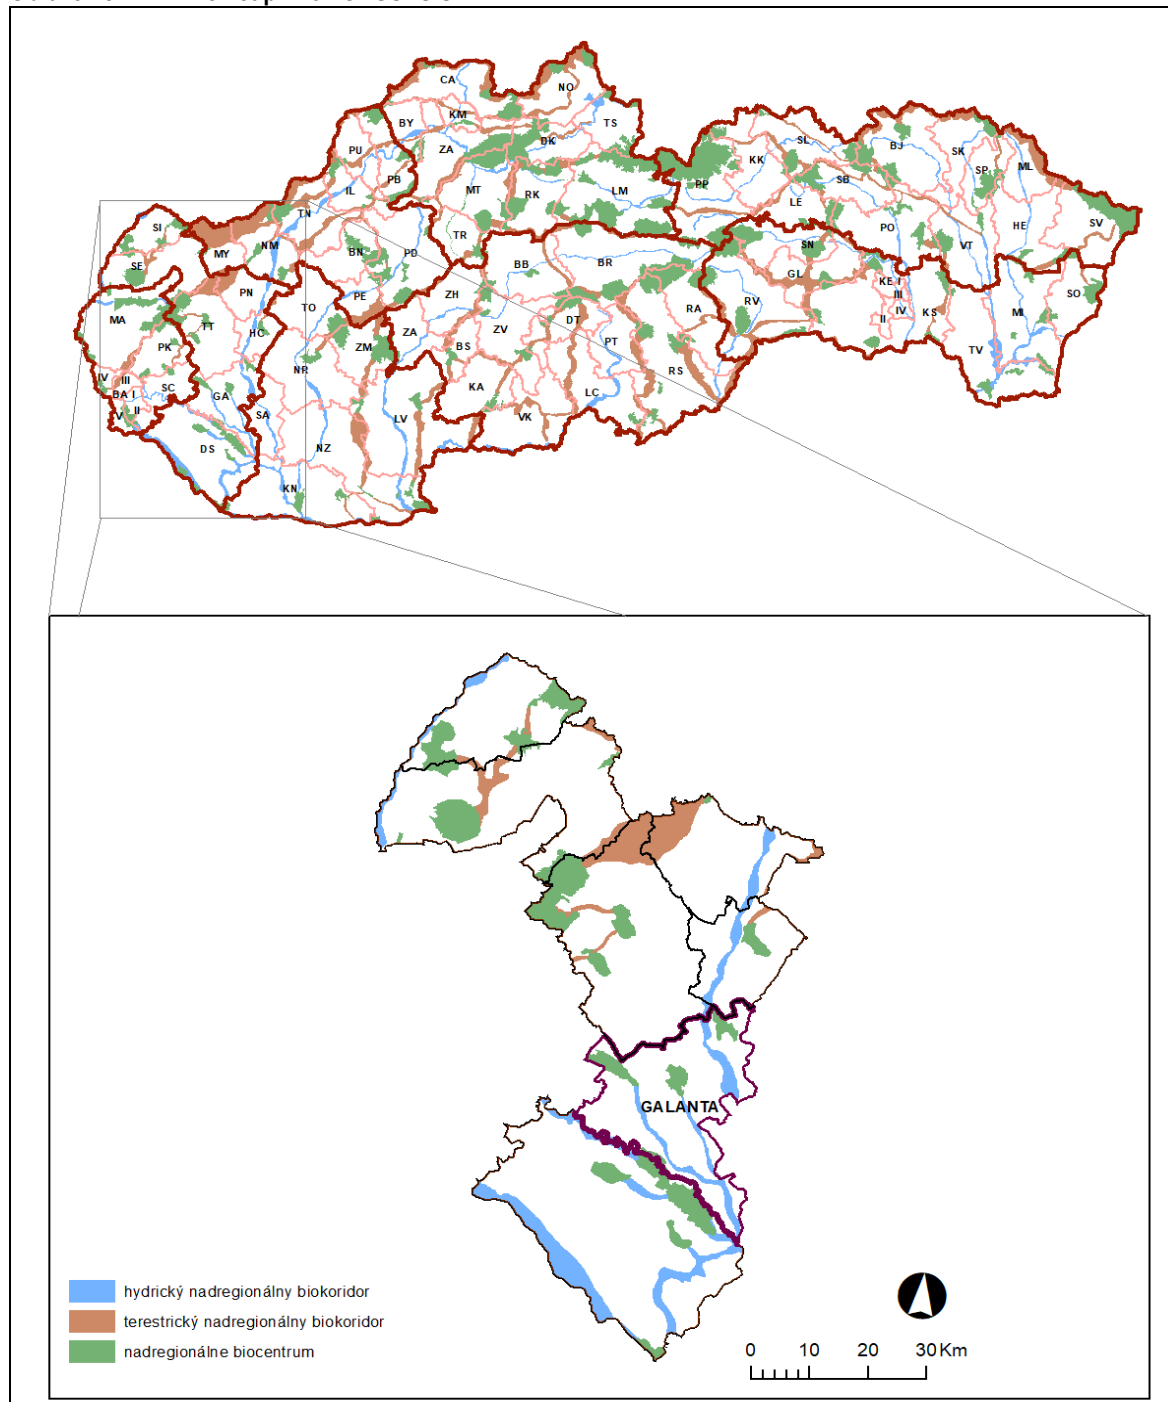 CA
NO
KM
BY
TS
DK
ZA
PU
PB
IL
MT
RK
LM
TN
TR
SI
SE
MY
NM
BN
PD
PE
PP
KK
SL
BJ
SK
SP
ML
SB
LE
PO
VT
HE
SV
SN
GL
KE I
III
IV
II
KS
MI
SO
TV
RV
BB
BR
RA
ZH
ZA
ZV
DT
PT
BS
RS
KA
LC
VK
PN
TO
MA
TT
HC
PK
ZM
NR
IV
III
BA I
II
V
SC
GA
SA
LV
DS
NZ
KN
GALANTA
hydrický nadregionálny biokoridor
terestrický nadregionálny biokoridor
nadregionálne biocentrum
0 10 20 30 Km